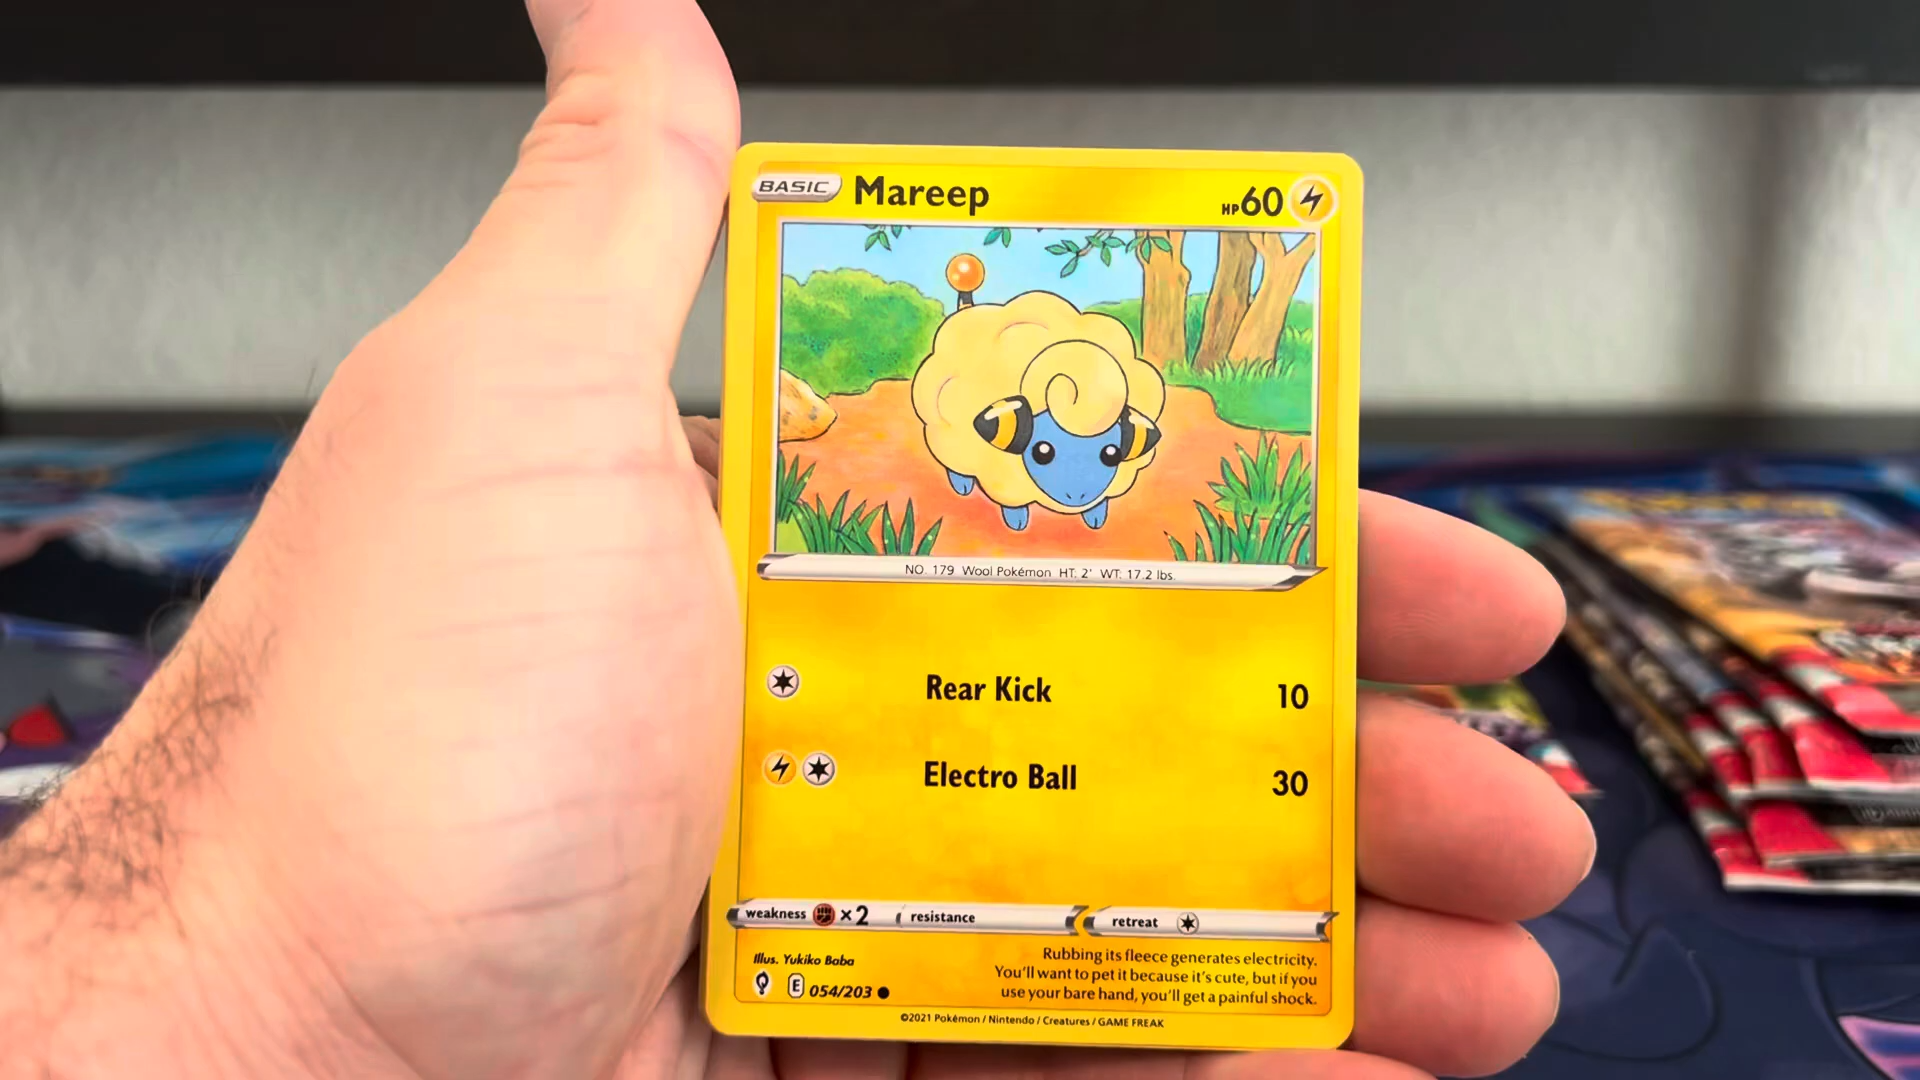 BASIC Mareep HP60
NO. 179 Wool Pokémon HT: 2' WT: 17.2 lbs.
Rear Kick 10
Electro Ball 30
weakness ×2 resistance retreat
Illus. Yukiko Baba
Rubbing its fleece generates electricity.
You'll want to pet it because it's cute, but if you
use your bare hand, you'll get a painful shock.
E 054/203
©2021 Pokémon / Nintendo / Creatures / GAME FREAK